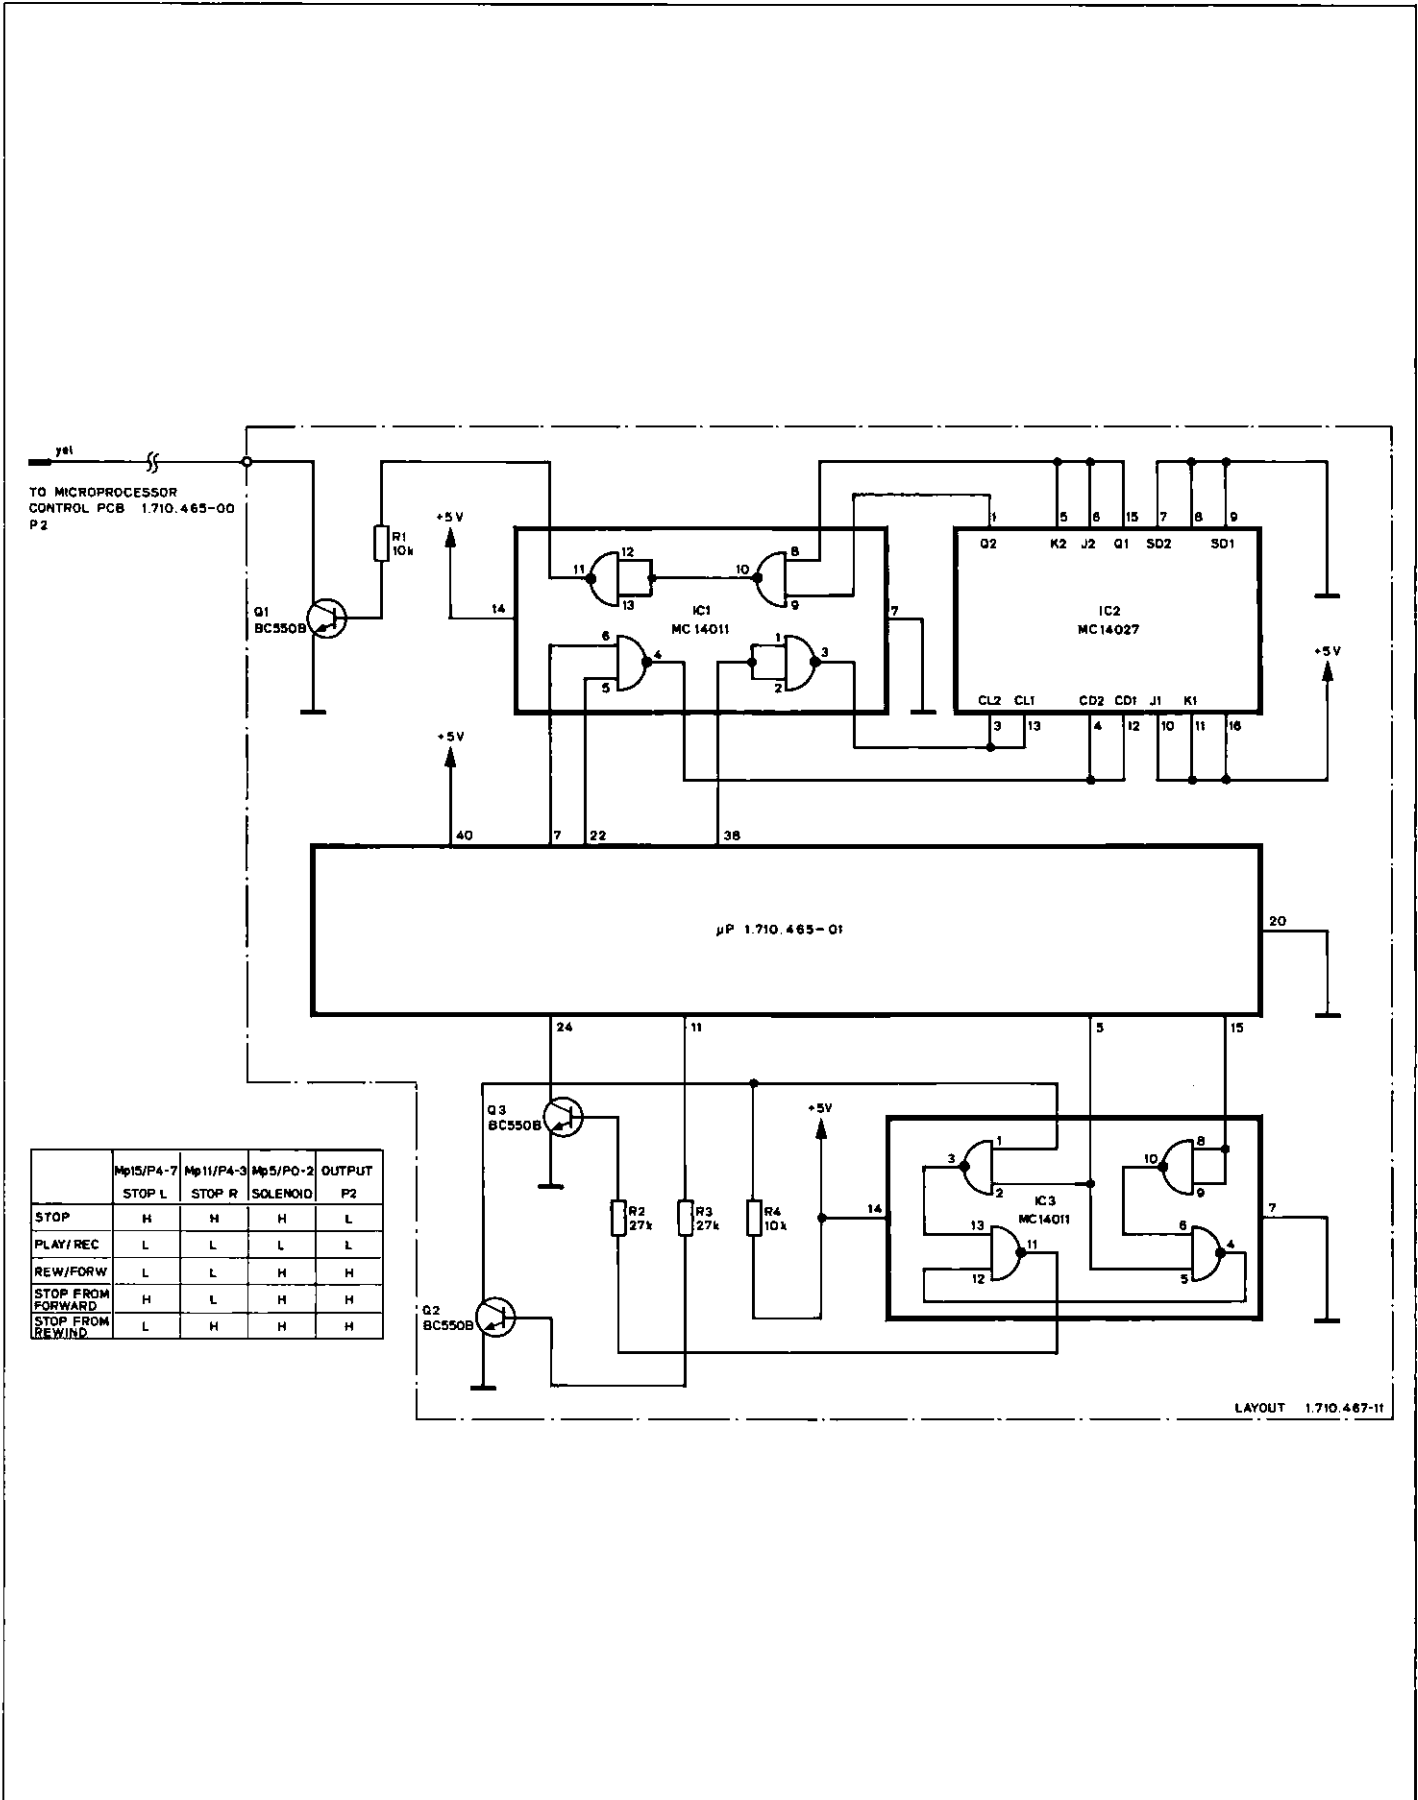 yel
TO MICROPROCESSOR
CONTROL PCB 1.710.465-00
P2
R1
10k
Q1
BC550B
+5V
14
11
12
13
10
8
9
IC1
MC14011
7
6
5
4
1
2
3
1
5
6
15
7
8
9
Q2
K2
J2
Q1
SD2
SD1
IC2
MC14027
CL2
CL1
CD2
CD1
J1
K1
3
13
4
12
10
11
16
+5V
+5V
40
7
22
38
µP 1.710.465-01
20
24
11
5
15
Q3
BC550B
+5V
R2
27k
R3
27k
R4
10k
14
3
1
2
10
8
9
IC3
MC14011
13
12
11
6
5
4
7
Q2
BC550B
Mp15/P4-7 Mp11/P4-3 Mp5/P0-2 OUTPUT
STOP L STOP R SOLENOID P2
STOP H H H L
PLAY/REC L L L L
REW/FORW L L H H
STOP FROM
FORWARD H L H H
STOP FROM
REWIND L H H H
LAYOUT 1.710.467-11